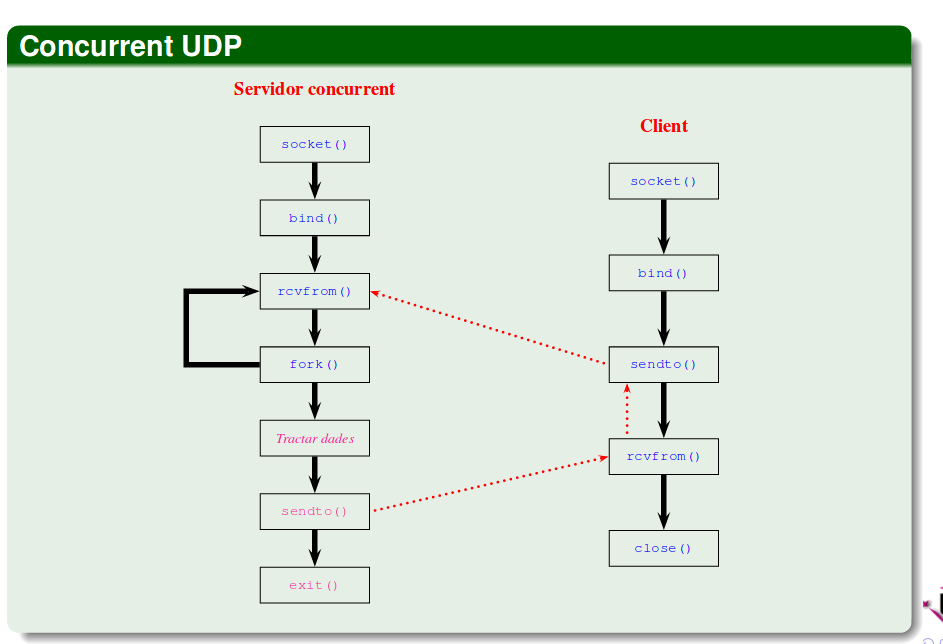 Concurrent UDP
Servidor concurrent
socket()
bind()
rcvfrom()
fork()
Tractar dades
sendto()
exit()
Client
socket()
bind()
sendto()
rcvfrom()
close()